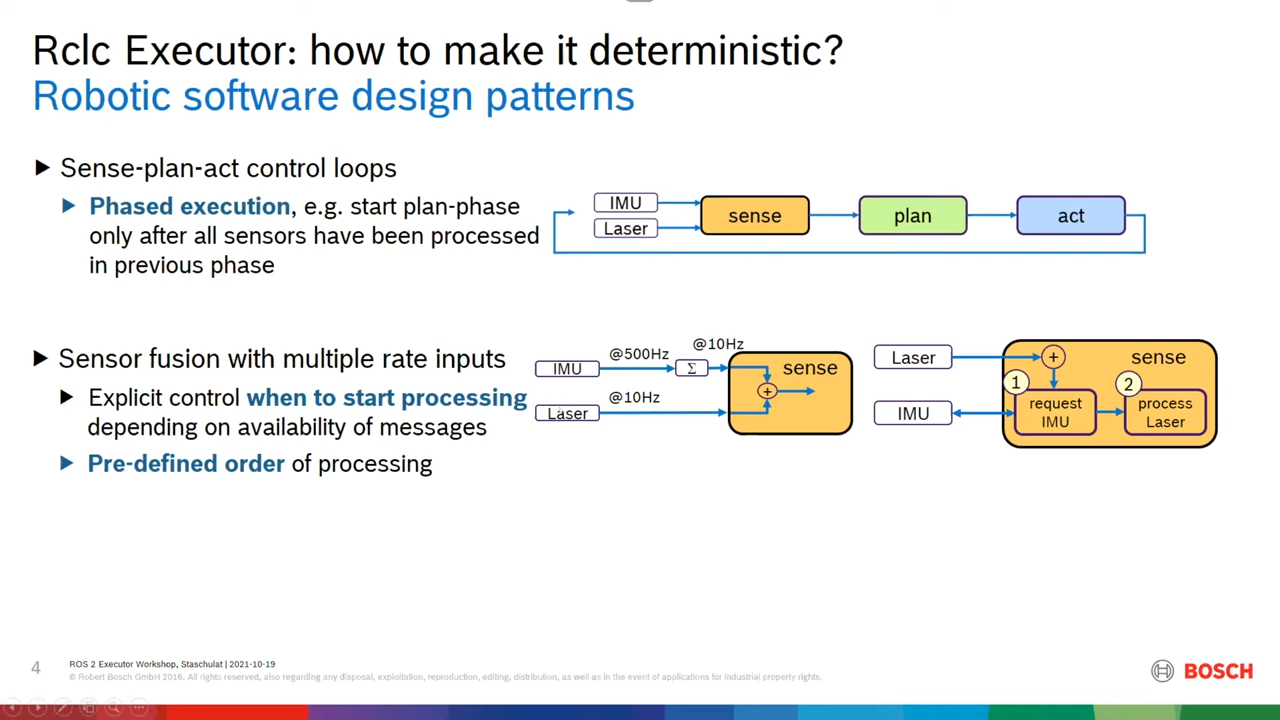 Rclc Executor: how to make it deterministic?
Robotic software design patterns
Sense-plan-act control loops
Phased execution, e.g. start plan-phase
only after all sensors have been processed
in previous phase
IMU
Laser
sense
plan
act
Sensor fusion with multiple rate inputs
Explicit control when to start processing
depending on availability of messages
Pre-defined order of processing
IMU
@500Hz
Σ
@10Hz
sense
+
Laser
@10Hz
Laser
+
sense
IMU
1
request
IMU
2
process
Laser
4
ROS 2 Executor Workshop, Staschulat | 2021-10-19
© Robert Bosch GmbH 2016. All rights reserved, also regarding any disposal, exploitation, reproduction, editing, distribution, as well as in the event of applications for industrial property rights.
BOSCH